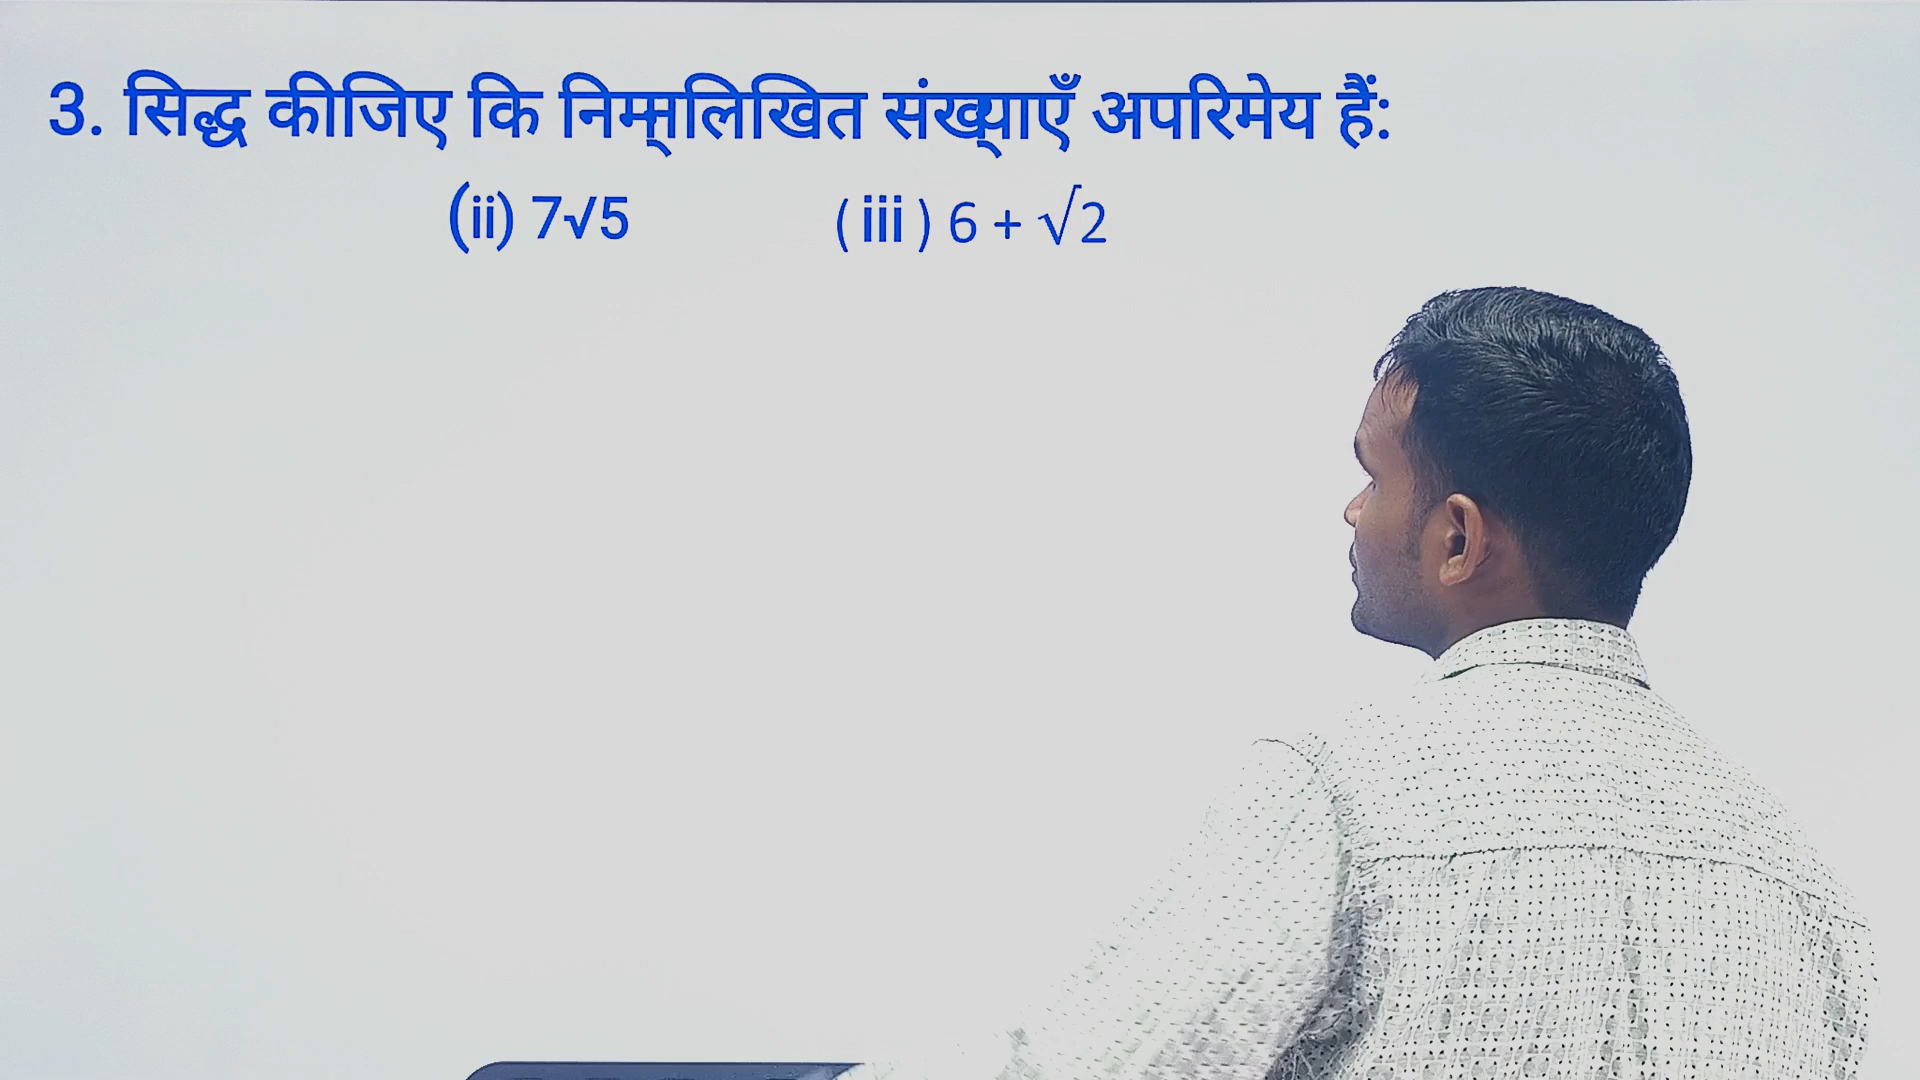 3. सिद्ध कीजिए कि निम्म्नलिखित संख्याएँ अपरिमेय हैं:
(ii) 7√5 (iii) 6 + √2